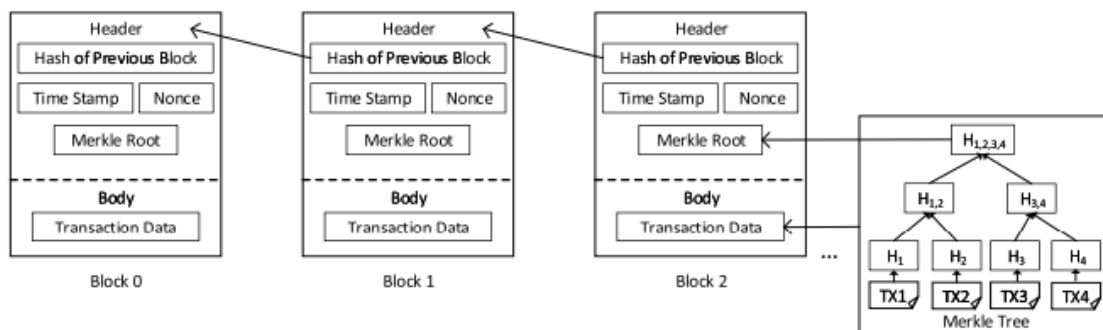 Header
Hash of Previous Block
Time Stamp
Nonce
Merkle Root
Body
Transaction Data
Block 0
Header
Hash of Previous Block
Time Stamp
Nonce
Merkle Root
Body
Transaction Data
Block 1
Header
Hash of Previous Block
Time Stamp
Nonce
Merkle Root
Body
Transaction Data
Block 2
...
H1,2,3,4
H1,2
H3,4
H1
H2
H3
H4
TX1
TX2
TX3
TX4
Merkle Tree